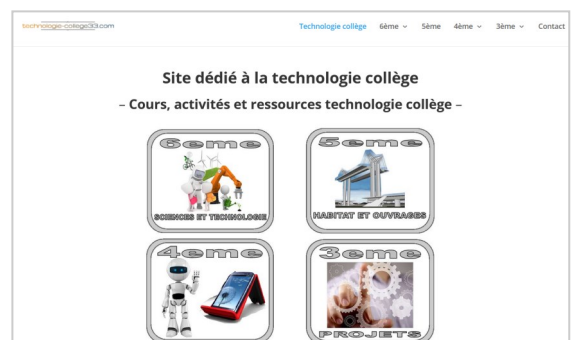 technologie-college33.com
Technologie collège 6ème 5ème 4ème 3ème Contact
Site dédié à la technologie collège
– Cours, activités et ressources technologie collège –
6eme
SCIENCES ET TECHNOLOGIE
5eme
HABITAT ET OUVRAGES
4eme
3eme
PROJETS